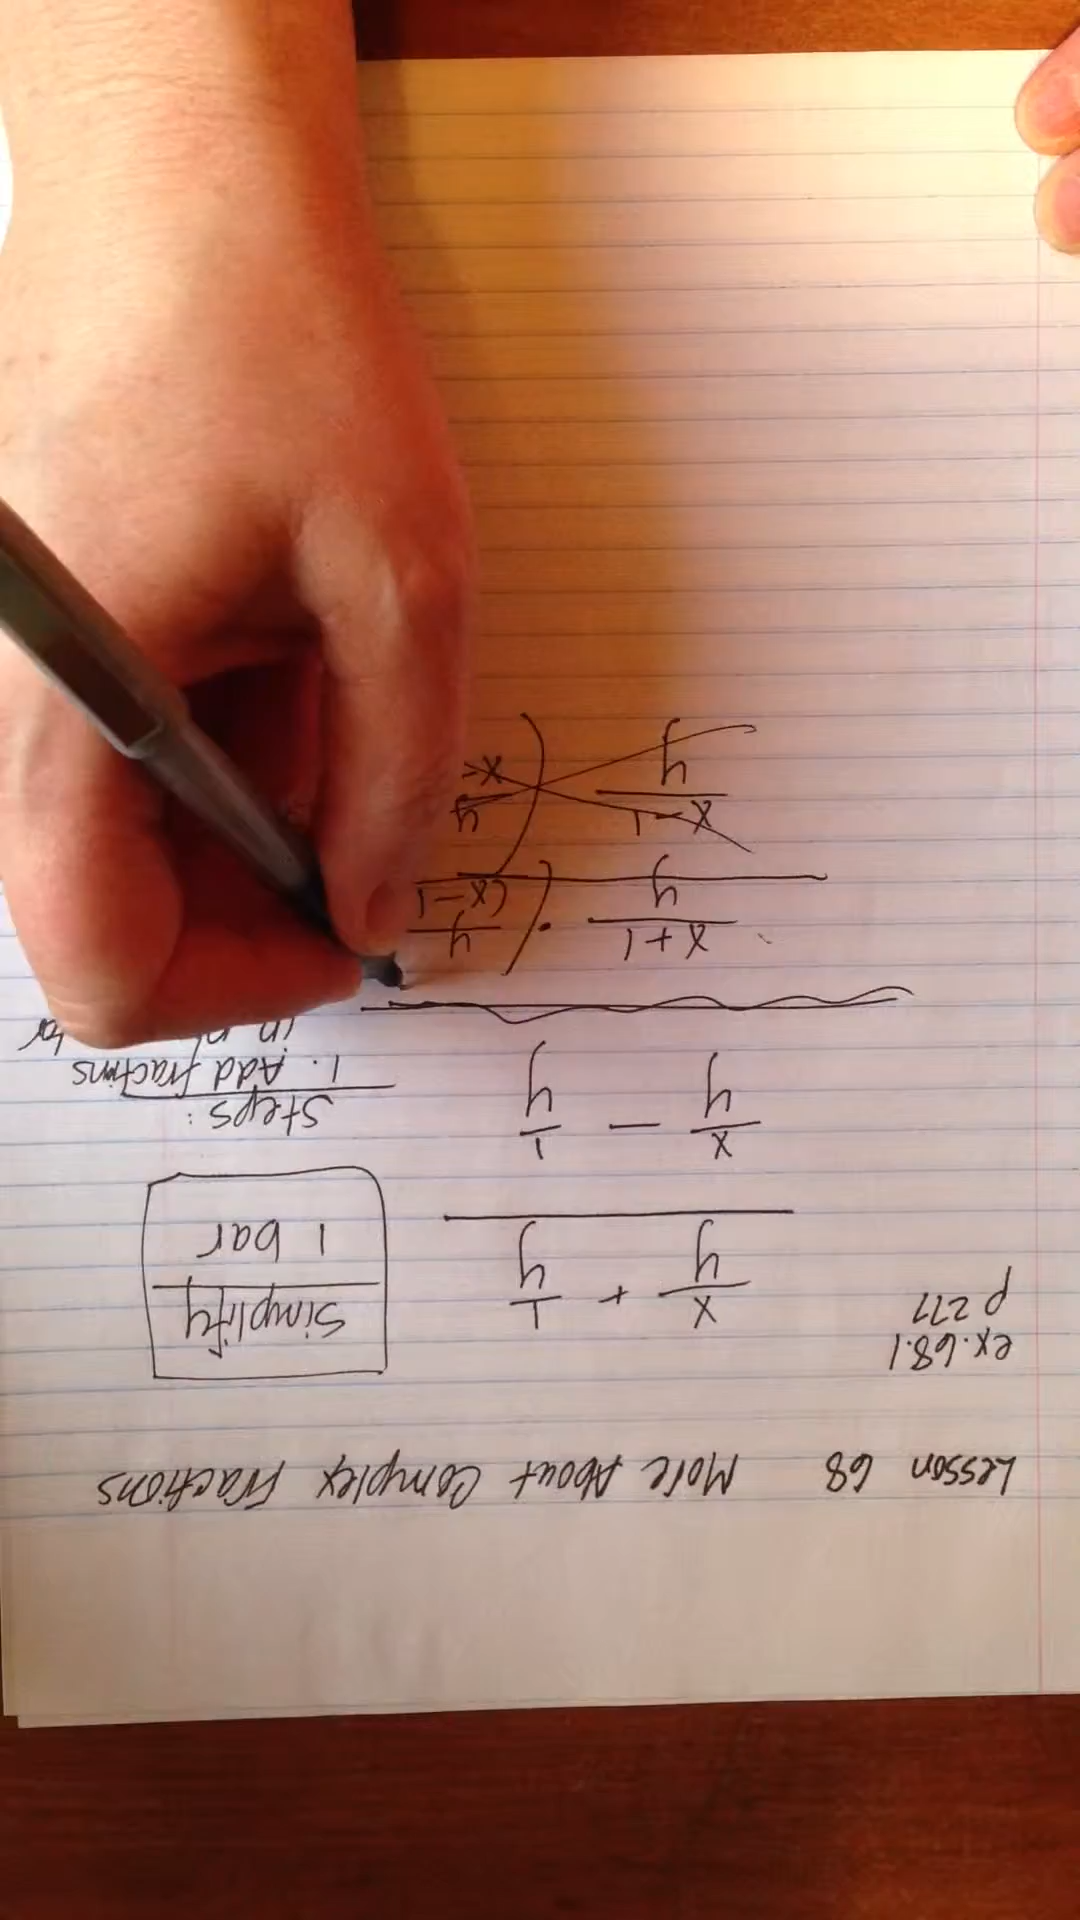 Lesson 68 More About Complex Fractions
ex. 68.1
p 277
x/y + 1/y
x/y - 1/y
Simplify
1 bar
Steps:
1. Add fractions
in
x+1/y · (y/x-1)
x-1/y (y/x